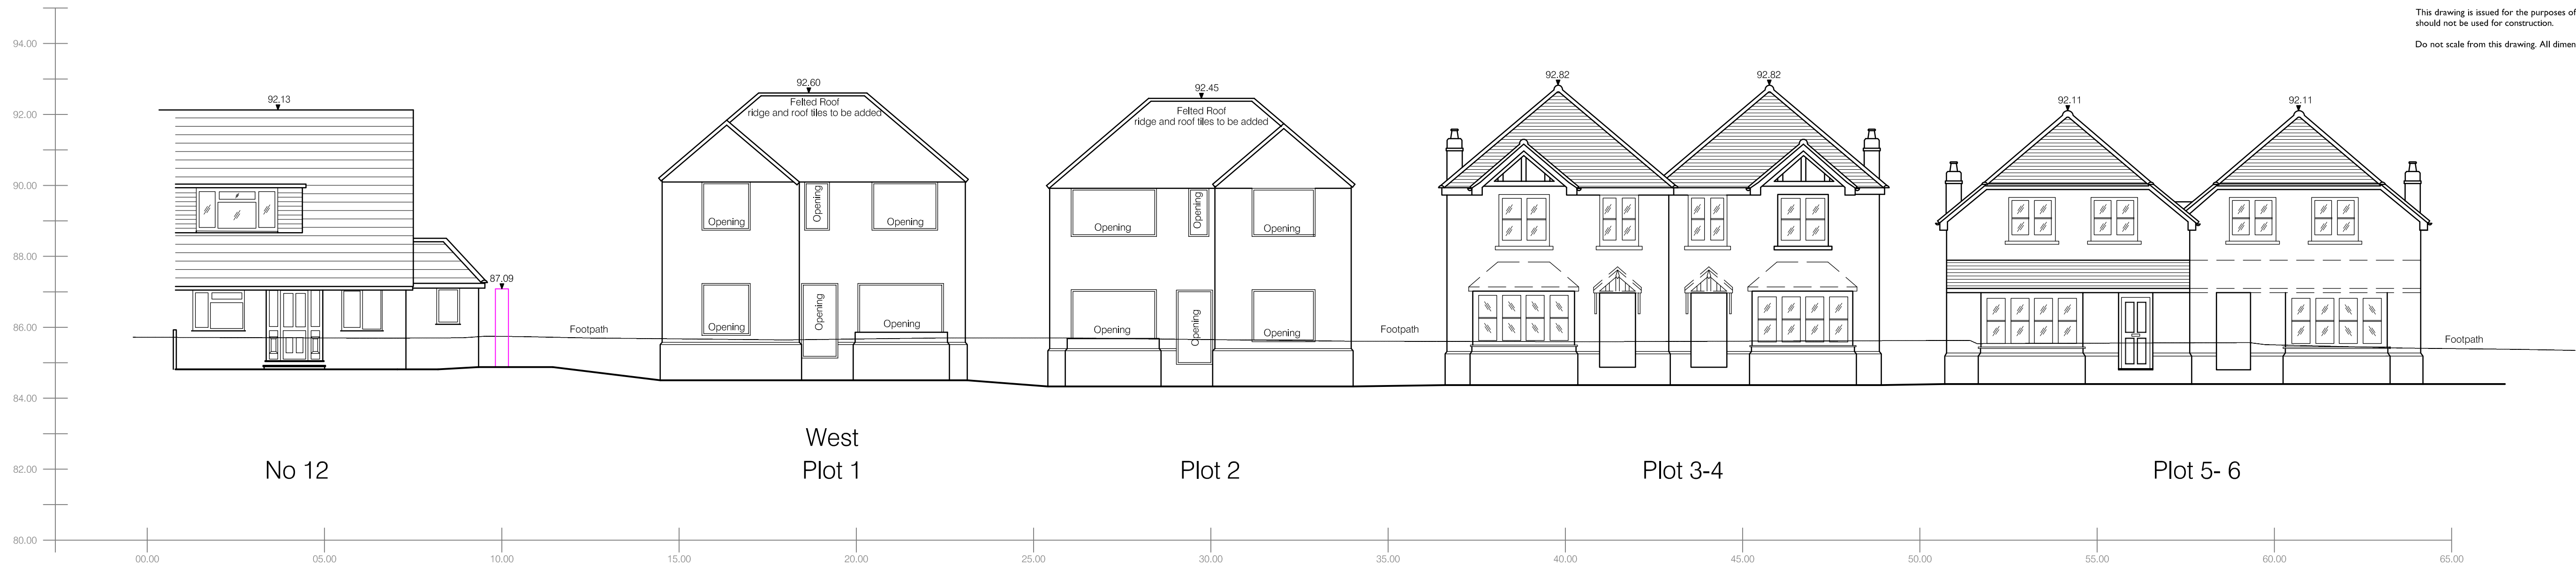 This drawing is issued for the purposes of
should not be used for construction.
Do not scale from this drawing. All dimen
94.00
92.00
90.00
88.00
86.00
84.00
82.00
80.00
92.13
87.09
Footpath
92.60
Felted Roof
ridge and roof tiles to be added
Opening
Opening
Opening
Opening
Opening
Opening
92.45
Felted Roof
ridge and roof tiles to be added
Opening
Opening
Opening
Opening
Opening
Opening
Footpath
92.82
92.82
92.11
92.11
Footpath
No 12
West
Plot 1
Plot 2
Plot 3-4
Plot 5- 6
00.00
05.00
10.00
15.00
20.00
25.00
30.00
35.00
40.00
45.00
50.00
55.00
60.00
65.00